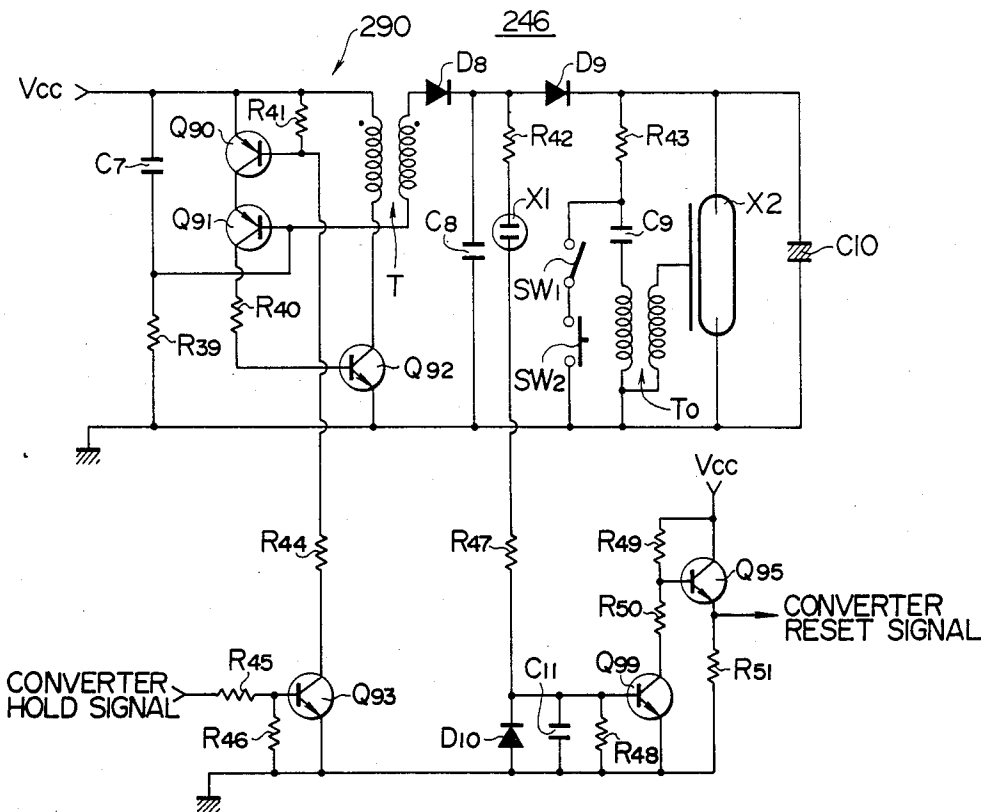 246
290
D8
D9
Vcc
R41
Q90
C7
R42
R43
X1
X2
Q91
C8
C9
C10
T
SW1
R40
R39
SW2
Q92
To
Vcc
R44
R47
R49
Q95
R50
CONVERTER
RESET SIGNAL
R45
Q99
C11
R51
CONVERTER
HOLD SIGNAL
Q93
R46
D10
R48